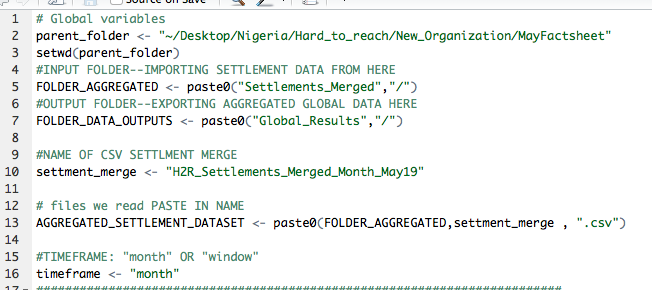 Source on Save
1 # Global variables
2 parent_folder <- "~/Desktop/Nigeria/Hard_to_reach/New_Organization/MayFactsheet"
3 setwd(parent_folder)
4 #INPUT FOLDER--IMPORTING SETTLEMENT DATA FROM HERE
5 FOLDER_AGGREGATED <- paste0("Settlements_Merged","/")
6 #OUTPUT FOLDER--EXPORTING AGGREGATED GLOBAL DATA HERE
7 FOLDER_DATA_OUTPUTS <- paste0("Global_Results","/")
8
9 #NAME OF CSV SETTLMENT MERGE
10 settment_merge <- "H2R_Settlements_Merged_Month_May19"
11
12 # files we read PASTE IN NAME
13 AGGREGATED_SETTLEMENT_DATASET <- paste0(FOLDER_AGGREGATED,settment_merge , ".csv")
14
15 #TIMEFRAME: "month" OR "window"
16 timeframe <- "month"